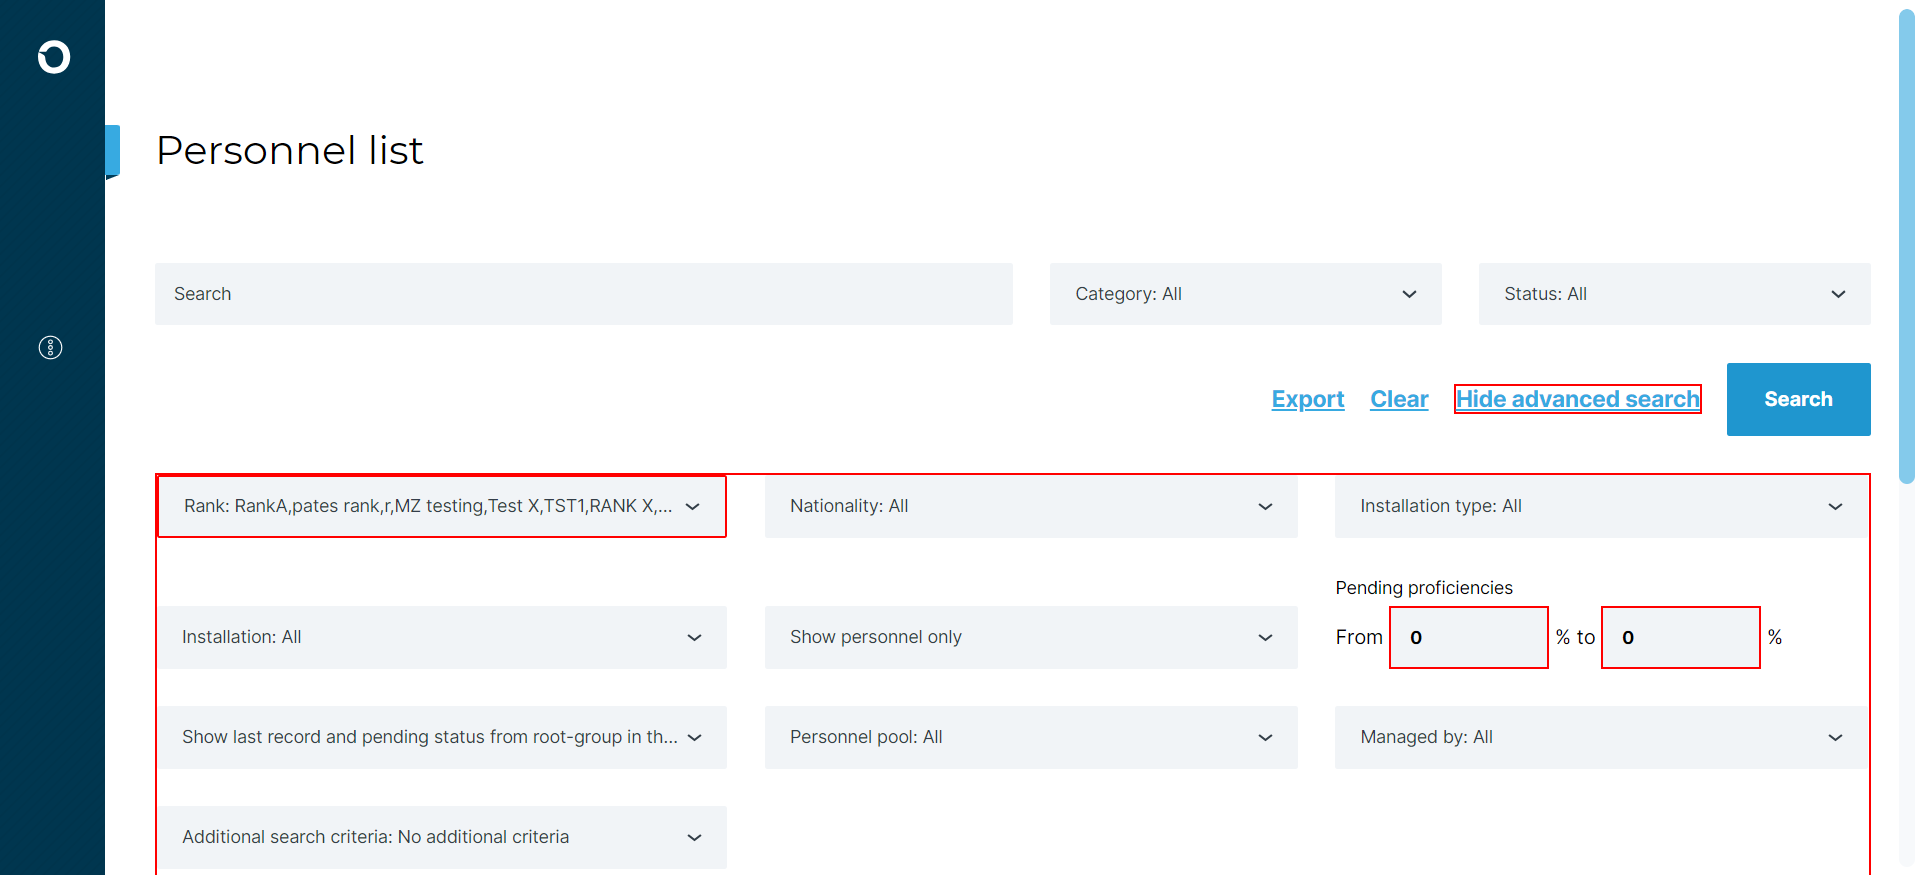 Personnel list
Search
Category: All
Status: All
Export
Clear
Hide advanced search
Search
Rank: RankA,pates rank,r,MZ testing,Test X,TST1,RANK X,...
Nationality: All
Installation type: All
Pending proficiencies
Installation: All
Show personnel only
From 0 % to 0 %
Show last record and pending status from root-group in th...
Personnel pool: All
Managed by: All
Additional search criteria: No additional criteria